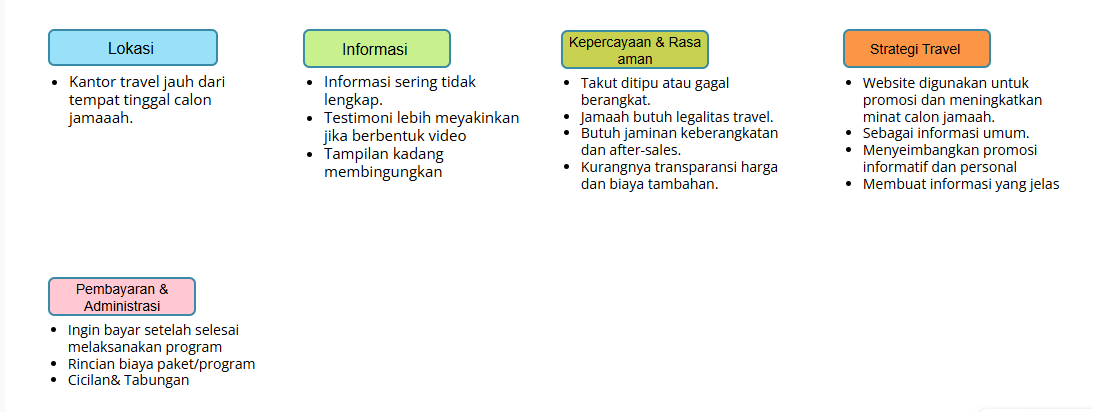 Lokasi
• Kantor travel jauh dari
tempat tinggal calon
jamaaah.
Informasi
• Informasi sering tidak
lengkap.
• Testimoni lebih meyakinkan
jika berbentuk video
• Tampilan kadang
membingungkan
Kepercayaan & Rasa
aman
• Takut ditipu atau gagal
berangkat.
• Jamaah butuh legalitas travel.
• Butuh jaminan keberangkatan
dan after-sales.
• Kurangnya transparansi harga
dan biaya tambahan.
Strategi Travel
• Website digunakan untuk
promosi dan meningkatkan
minat calon jamaah.
• Sebagai informasi umum.
• Menyeimbangkan promosi
informatif dan personal
• Membuat informasi yang jelas
Pembayaran &
Administrasi
• Ingin bayar setelah selesai
melaksanakan program
• Rincian biaya paket/program
• Cicilan& Tabungan